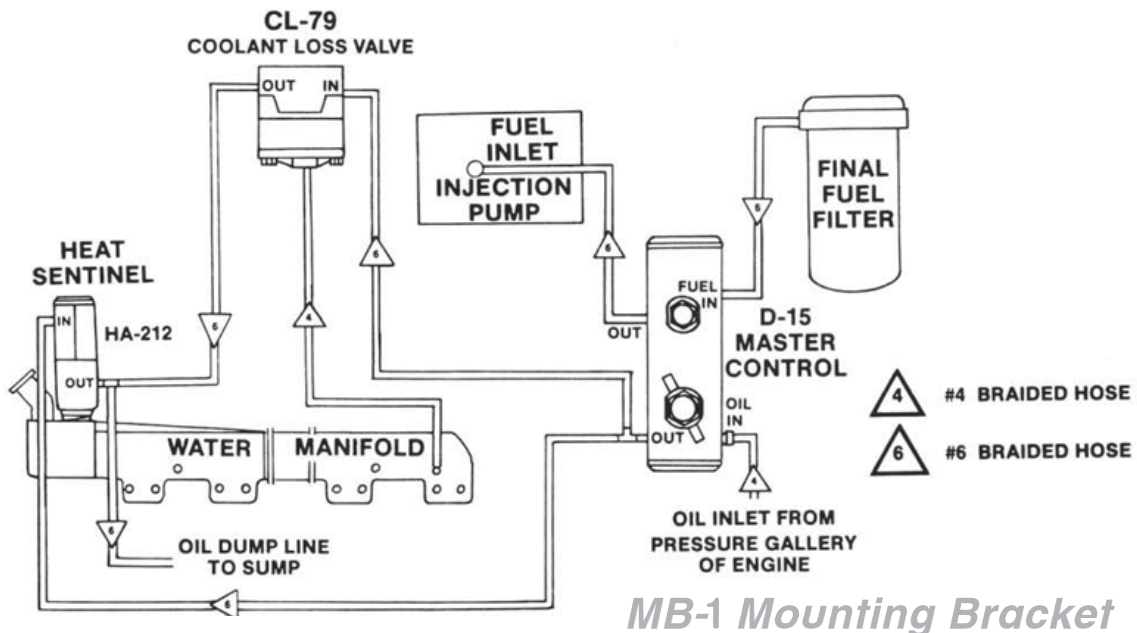 CL-79
COOLANT LOSS VALVE
OUT
IN
FUEL
INLET
INJECTION
PUMP
FINAL
FUEL
FILTER
6
6
6
6
4
HEAT
SENTINEL
IN
HA-212
OUT
FUEL
IN
OUT
D-15
MASTER
CONTROL
OIL
IN
OUT
4
#4 BRAIDED HOSE
6
#6 BRAIDED HOSE
WATER
MANIFOLD
4
6
OIL DUMP LINE
TO SUMP
OIL INLET FROM
PRESSURE GALLERY
OF ENGINE
6
MB-1 Mounting Bracket